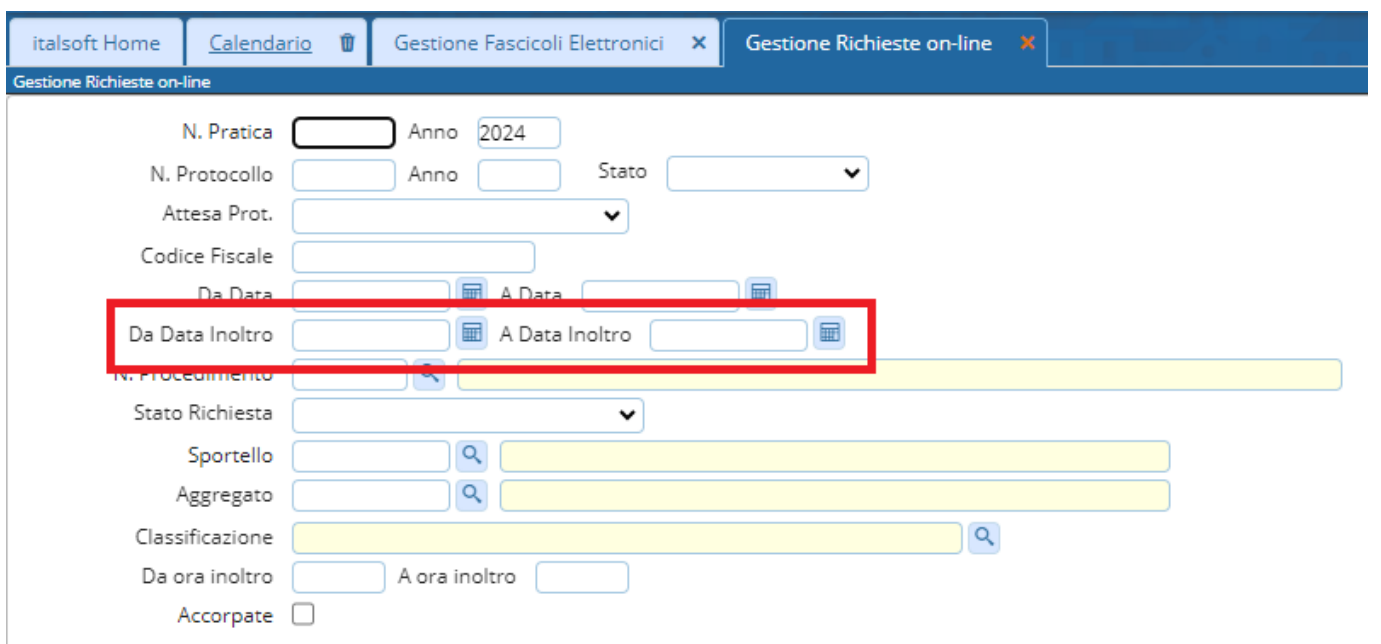 italsoft Home Calendario Gestione Fascicoli Elettronici Gestione Richieste on-line
Gestione Richieste on-line
N. Pratica Anno 2024
N. Protocollo Anno Stato
Attesa Prot.
Codice Fiscale
Da Data A Data
Da Data Inoltro A Data Inoltro
N. Procedimento
Stato Richiesta
Sportello
Aggregato
Classificazione
Da ora inoltro A ora inoltro
Accorpate